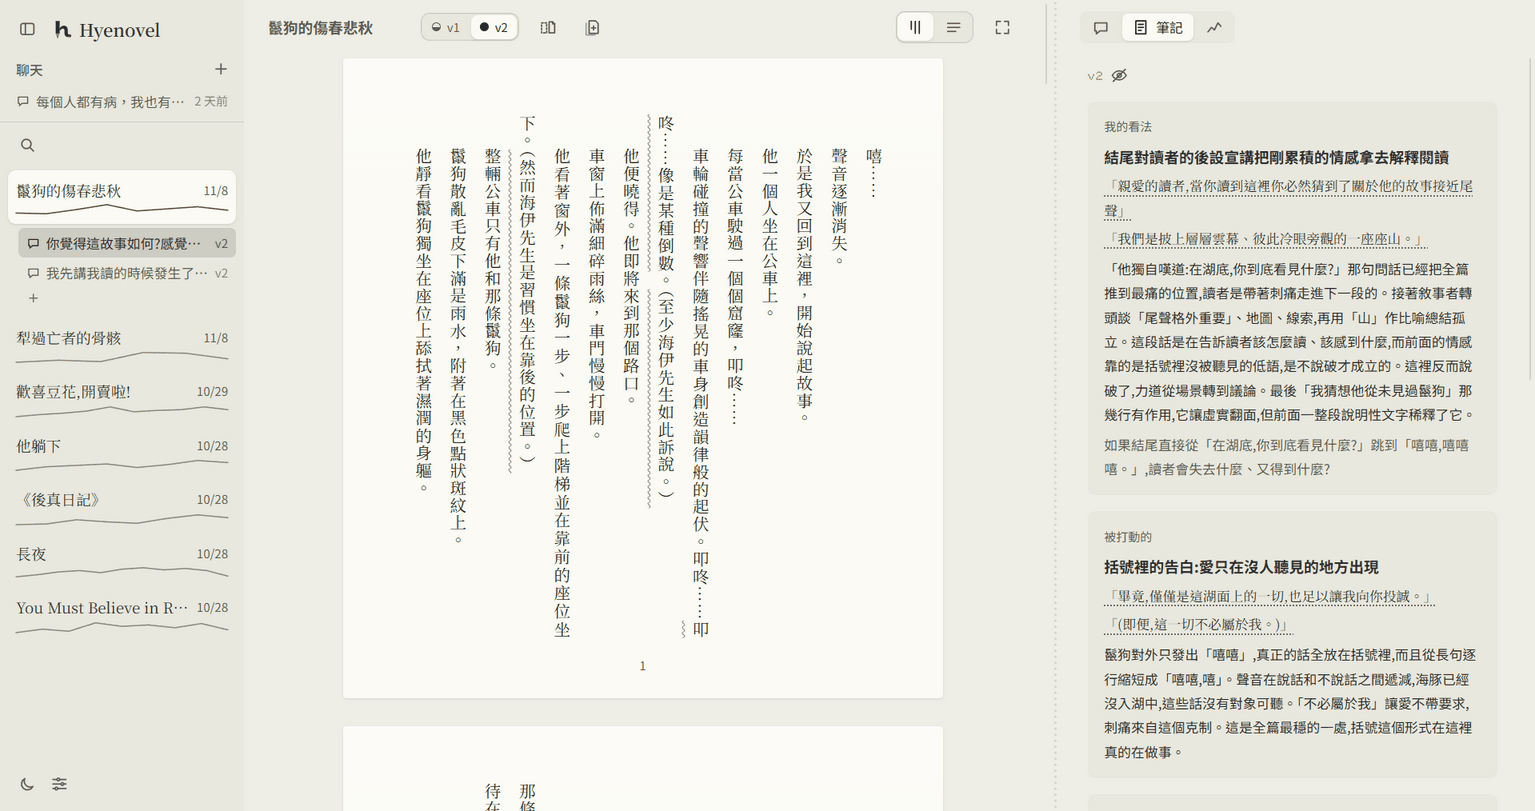 Hyenovel
聊天
每個人都有病，我也有⋯ 2 天前
鬣狗的傷春悲秋 11/8
你覺得這故事如何?感覺⋯ v2
我先講我讀的時候發生了⋯ v2
犁過亡者的骨骸 11/8
歡喜豆花,開賣啦! 10/29
他躺下 10/28
《後真日記》 10/28
長夜 10/28
You Must Believe in R⋯ 10/28
鬣狗的傷春悲秋
v1 v2
嘻⋯⋯
聲音逐漸消失。
於是我又回到這裡，開始說起故事。
他一個人坐在公車上。
每當公車駛過一個個窟窿，叩咚⋯⋯
車輪碰撞的聲響伴隨搖晃的車身創造韻律般的起伏。叩咚⋯⋯叩
咚⋯⋯像是某種倒數。（至少海伊先生如此訴說。）
他便曉得。他即將來到那個路口。
車窗上佈滿細碎雨絲，車門慢慢打開。
他看著窗外，一條鬣狗一步、一步爬上階梯並在靠前的座位坐
下。（然而海伊先生是習慣坐在靠後的位置。）
整輛公車只有他和那條鬣狗。
鬣狗散亂毛皮下滿是雨水，附著在黑色點狀斑紋上。
他靜看鬣狗獨坐在座位上舔拭著濕潤的身軀。
1
那條
待在
筆記
v2
我的看法
結尾對讀者的後設宣講把剛累積的情感拿去解釋閱讀
「親愛的讀者,當你讀到這裡你必然猜到了關於他的故事接近尾
聲」
「我們是披上層層雲幕、彼此冷眼旁觀的一座座山。」
「他獨自嘆道:在湖底,你到底看見什麼?」那句問話已經把全篇
推到最痛的位置,讀者是帶著刺痛走進下一段的。接著敘事者轉
頭談「尾聲格外重要」、地圖、線索,再用「山」作比喻總結孤
立。這段話是在告訴讀者該怎麼讀、該感到什麼,而前面的情感
靠的是括號裡沒被聽見的低語,是不說破才成立的。這裡反而說
破了,力道從場景轉到議論。最後「我猜想他從未見過鬣狗」那
幾行有作用,它讓虛實翻面,但前面一整段說明性文字稀釋了它。
如果結尾直接從「在湖底,你到底看見什麼?」跳到「嘻嘻,嘻嘻
嘻。」,讀者會失去什麼、又得到什麼?
被打動的
括號裡的告白:愛只在沒人聽見的地方出現
「畢竟,僅僅是這湖面上的一切,也足以讓我向你投誠。」
「(即便,這一切不必屬於我。)」
鬣狗對外只發出「嘻嘻」,真正的話全放在括號裡,而且從長句逐
行縮短成「嘻嘻,嘻」。聲音在說話和不說話之間遞減,海豚已經
沒入湖中,這些話沒有對象可聽。「不必屬於我」讓愛不帶要求,
刺痛來自這個克制。這是全篇最穩的一處,括號這個形式在這裡
真的在做事。